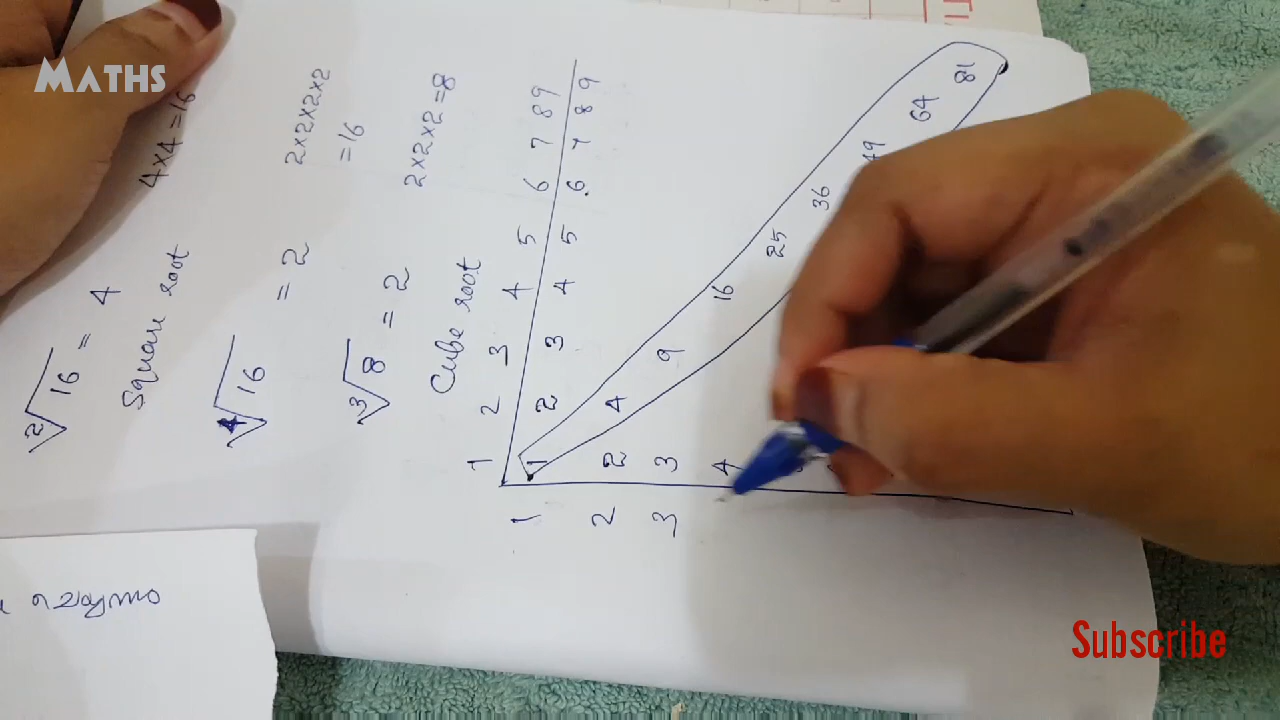 MATHS
²√16 = 4
4×4=16
Square root
⁴√16 = 2
2×2×2×2
=16
³√8 = 2
2×2×2=8
Cube root
1 2 3 4 5 6 7 8 9
1 2 3 4 5 6 7 8 9
1 2 3 4
4
9
16
25
36
49
64
81
1 2 3
Subscribe